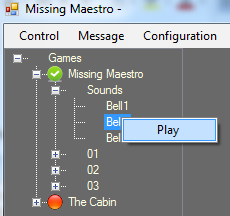 Missing Maestro -
Control Message Configuration
Games
Missing Maestro
Sounds
Bell1
Bel
Play
Bel
01
02
03
The Cabin